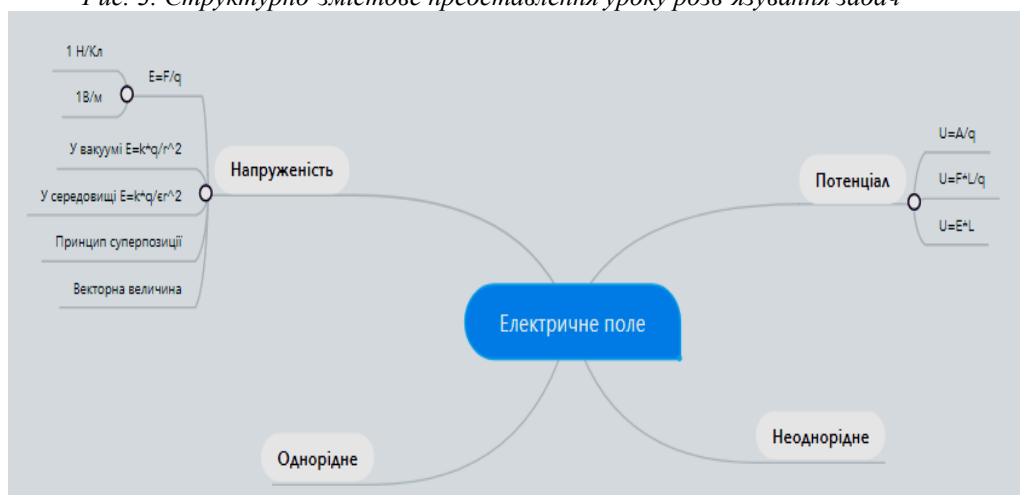 Рис. 3. Структурно-змістове представлення уроку розв'язування задач
1 Н/Кл
E=F/q
1В/м
У вакуумі E=k*q/r^2
Напруженість
У середовищі E=k*q/εr^2
Принцип суперпозиції
Векторна величина
U=A/q
Потенціал
U=F*L/q
U=E*L
Електричне поле
Однорідне
Неоднорідне